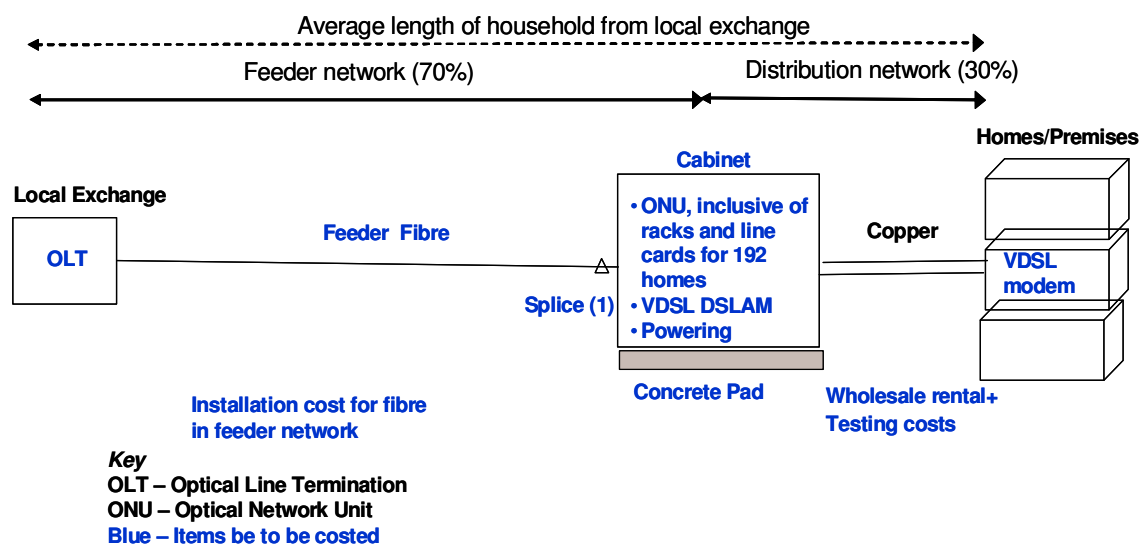 Average length of household from local exchange
Feeder network (70%)
Distribution network (30%)
Homes/Premises
Cabinet
Local Exchange
• ONU, inclusive of
racks and line
cards for 192
homes
• VDSL DSLAM
• Powering
Feeder Fibre
Copper
OLT
VDSL
modem
Splice (1)
Concrete Pad
Wholesale rental+
Testing costs
Installation cost for fibre
in feeder network
Key
OLT – Optical Line Termination
ONU – Optical Network Unit
Blue – Items be to be costed